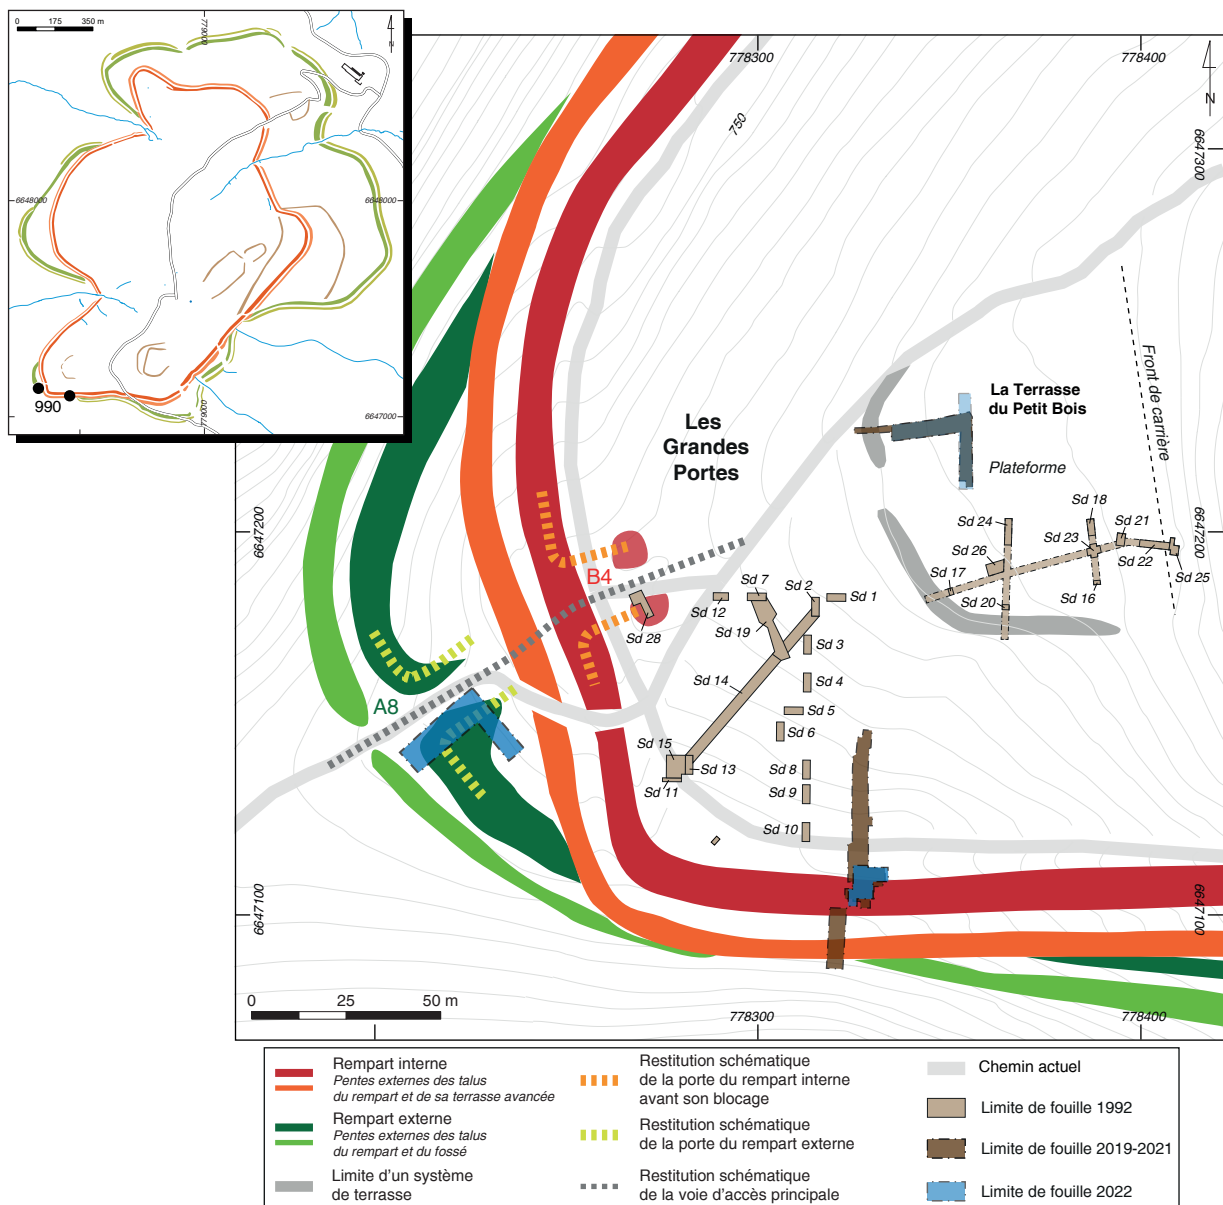 0 175 350 m
779000
N
6648000
6647000
990
779000
778300
778400
N
750
6647300
La Terrasse
du Petit Bois
Front de carrière
Les
Grandes
Portes
Plateforme
6647200
6647200
Sd 18
Sd 24
Sd 21
Sd 23
Sd 26
Sd 22
Sd 25
Sd 17
Sd 16
Sd 20
B4
Sd 7
Sd 2
Sd 1
Sd 12
Sd 28
Sd 19
Sd 3
Sd 14
Sd 4
A8
Sd 5
Sd 6
Sd 15
Sd 13
Sd 8
Sd 11
Sd 9
Sd 10
6647100
6647100
0 25 50 m
778300
778400
Rempart interne
Pentes externes des talus
du rempart et de sa terrasse avancée
Rempart externe
Pentes externes des talus
du rempart et du fossé
Limite d'un système
de terrasse
Restitution schématique
de la porte du rempart interne
avant son blocage
Restitution schématique
de la porte du rempart externe
Restitution schématique
de la voie d'accès principale
Chemin actuel
Limite de fouille 1992
Limite de fouille 2019-2021
Limite de fouille 2022